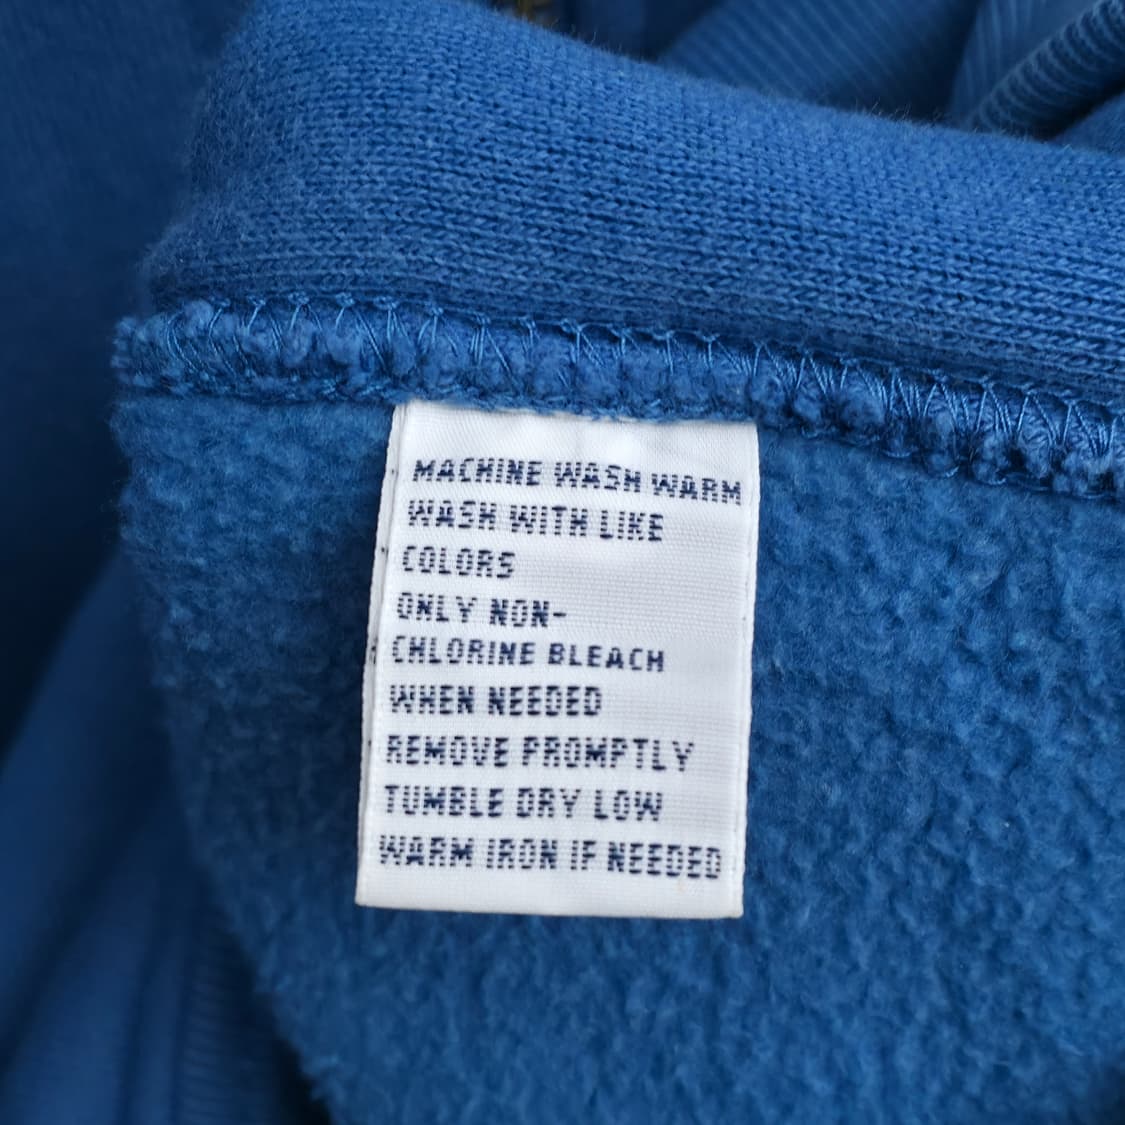 MACHINE WASH WARM
WASH WITH LIKE
COLORS
ONLY NON-
CHLORINE BLEACH
WHEN NEEDED
REMOVE PROMPTLY
TUMBLE DRY LOW
WARM IRON IF NEEDED